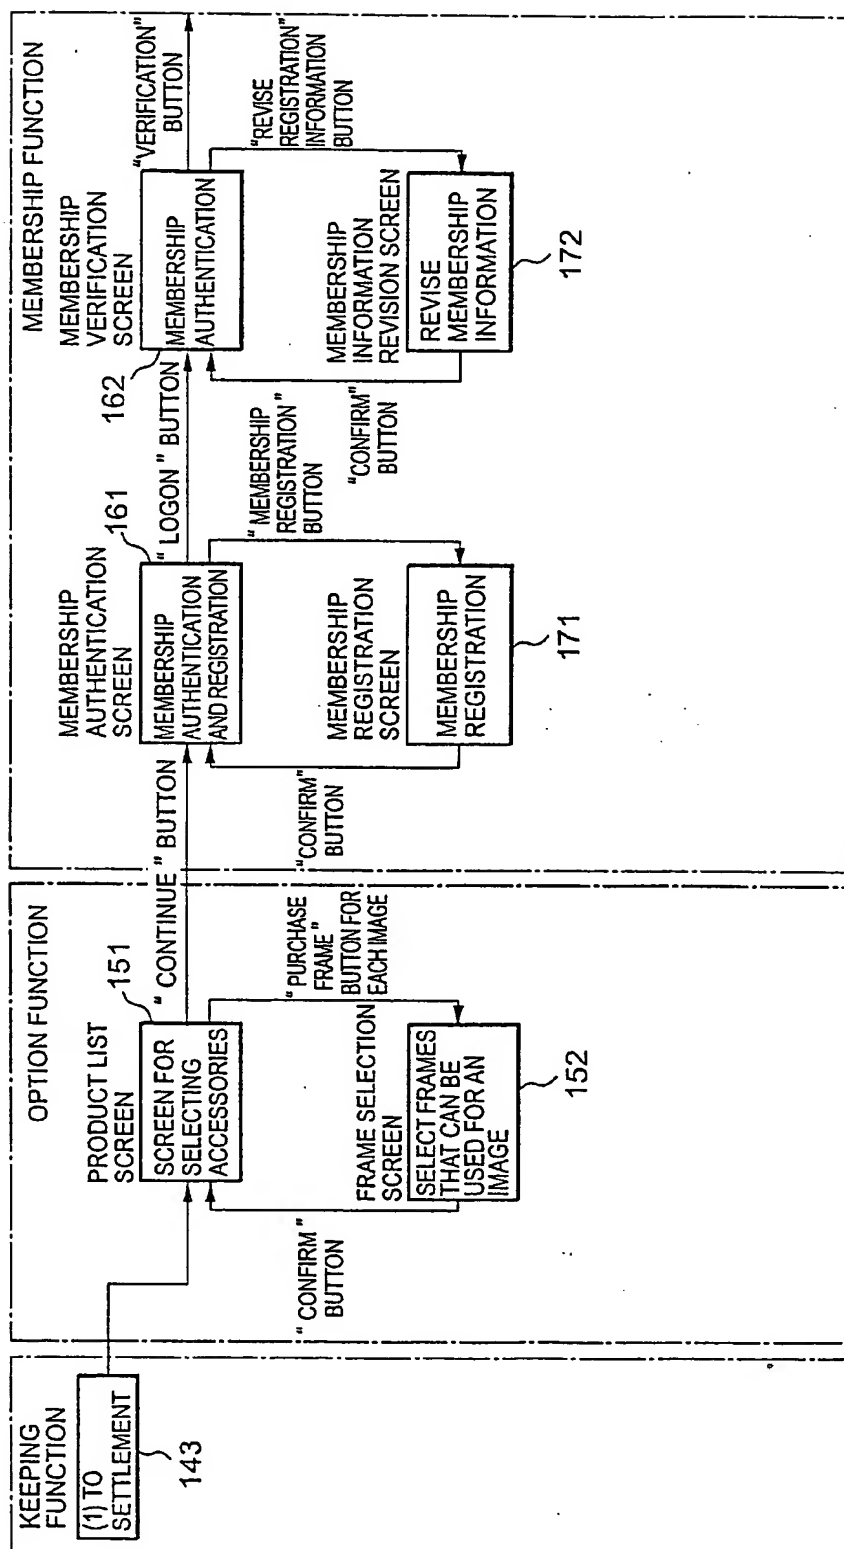 KEEPING
FUNCTION
(1) TO
SETTLEMENT
143
OPTION FUNCTION
PRODUCT LIST
SCREEN
151
SCREEN FOR
SELECTING
ACCESSORIES
“ CONTINUE ” BUTTON
“ PURCHASE
FRAME ”
BUTTON FOR
EACH IMAGE
“ CONFIRM ”
BUTTON
FRAME SELECTION
SCREEN
SELECT FRAMES
THAT CAN BE
USED FOR AN
IMAGE
152
MEMBERSHIP FUNCTION
MEMBERSHIP
AUTHENTICATION
SCREEN
161
MEMBERSHIP
AUTHENTICATION
AND REGISTRATION
“ LOGON ” BUTTON
“ MEMBERSHIP
REGISTRATION ”
BUTTON
“CONFIRM”
BUTTON
MEMBERSHIP
REGISTRATION
SCREEN
MEMBERSHIP
REGISTRATION
171
MEMBERSHIP
VERIFICATION
SCREEN
162
MEMBERSHIP
AUTHENTICATION
“VERIFICATION”
BUTTON
“REVISE
REGISTRATION”
INFORMATION
BUTTON
“CONFIRM”
BUTTON
MEMBERSHIP
INFORMATION
REVISION SCREEN
REVISE
MEMBERSHIP
INFORMATION
172